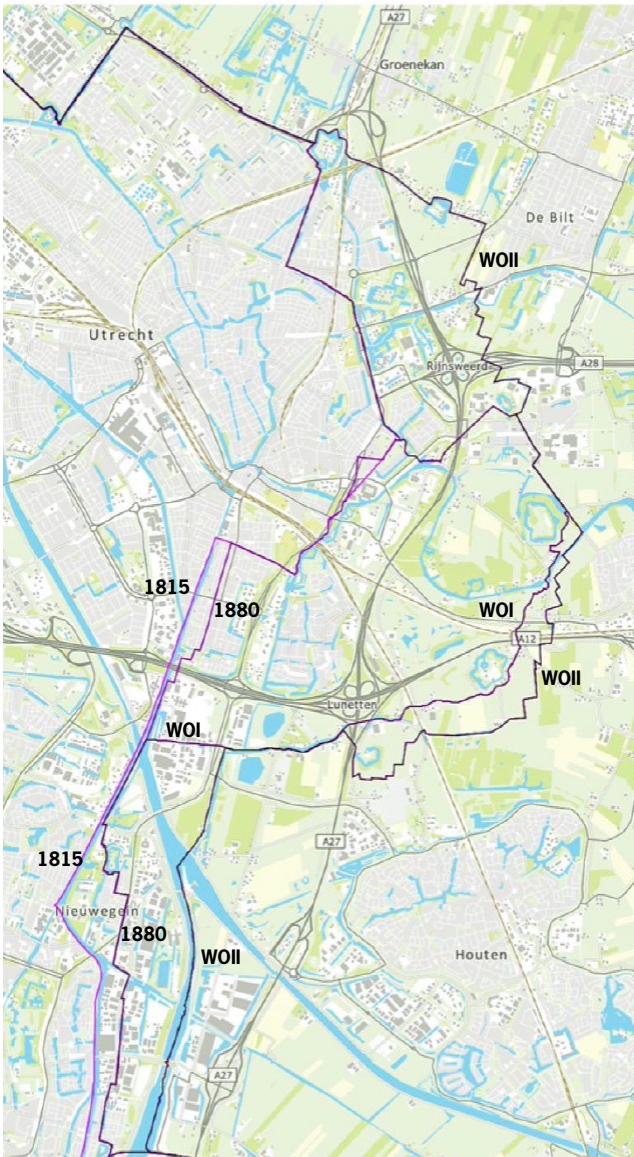 A27
Groenekan
De Bilt
WOII
Utrecht
Rijnsweerd
A28
1815
1880
WOI
A12
WOII
Lunetten
WOI
A27
1815
Nieuwegein
1880
WOII
Houten
A27